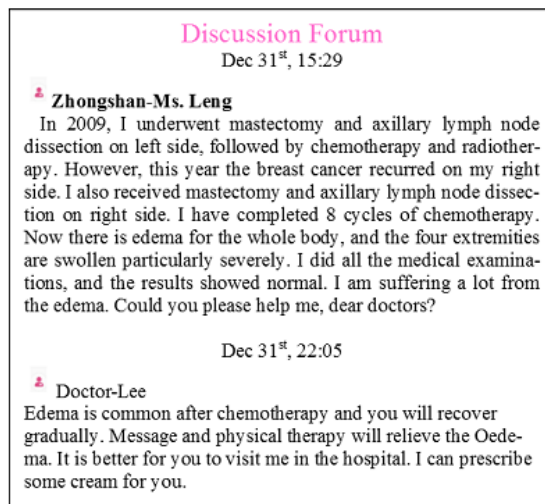 Discussion Forum
Dec 31st, 15:29
Zhongshan-Ms. Leng
In 2009, I underwent mastectomy and axillary lymph node
dissection on left side, followed by chemotherapy and radiother-
apy. However, this year the breast cancer recurred on my right
side. I also received mastectomy and axillary lymph node dissec-
tion on right side. I have completed 8 cycles of chemotherapy.
Now there is edema for the whole body, and the four extremities
are swollen particularly severely. I did all the medical examina-
tions, and the results showed normal. I am suffering a lot from
the edema. Could you please help me, dear doctors?
Dec 31st, 22:05
Doctor-Lee
Edema is common after chemotherapy and you will recover
gradually. Message and physical therapy will relieve the Oede-
ma. It is better for you to visit me in the hospital. I can prescribe
some cream for you.